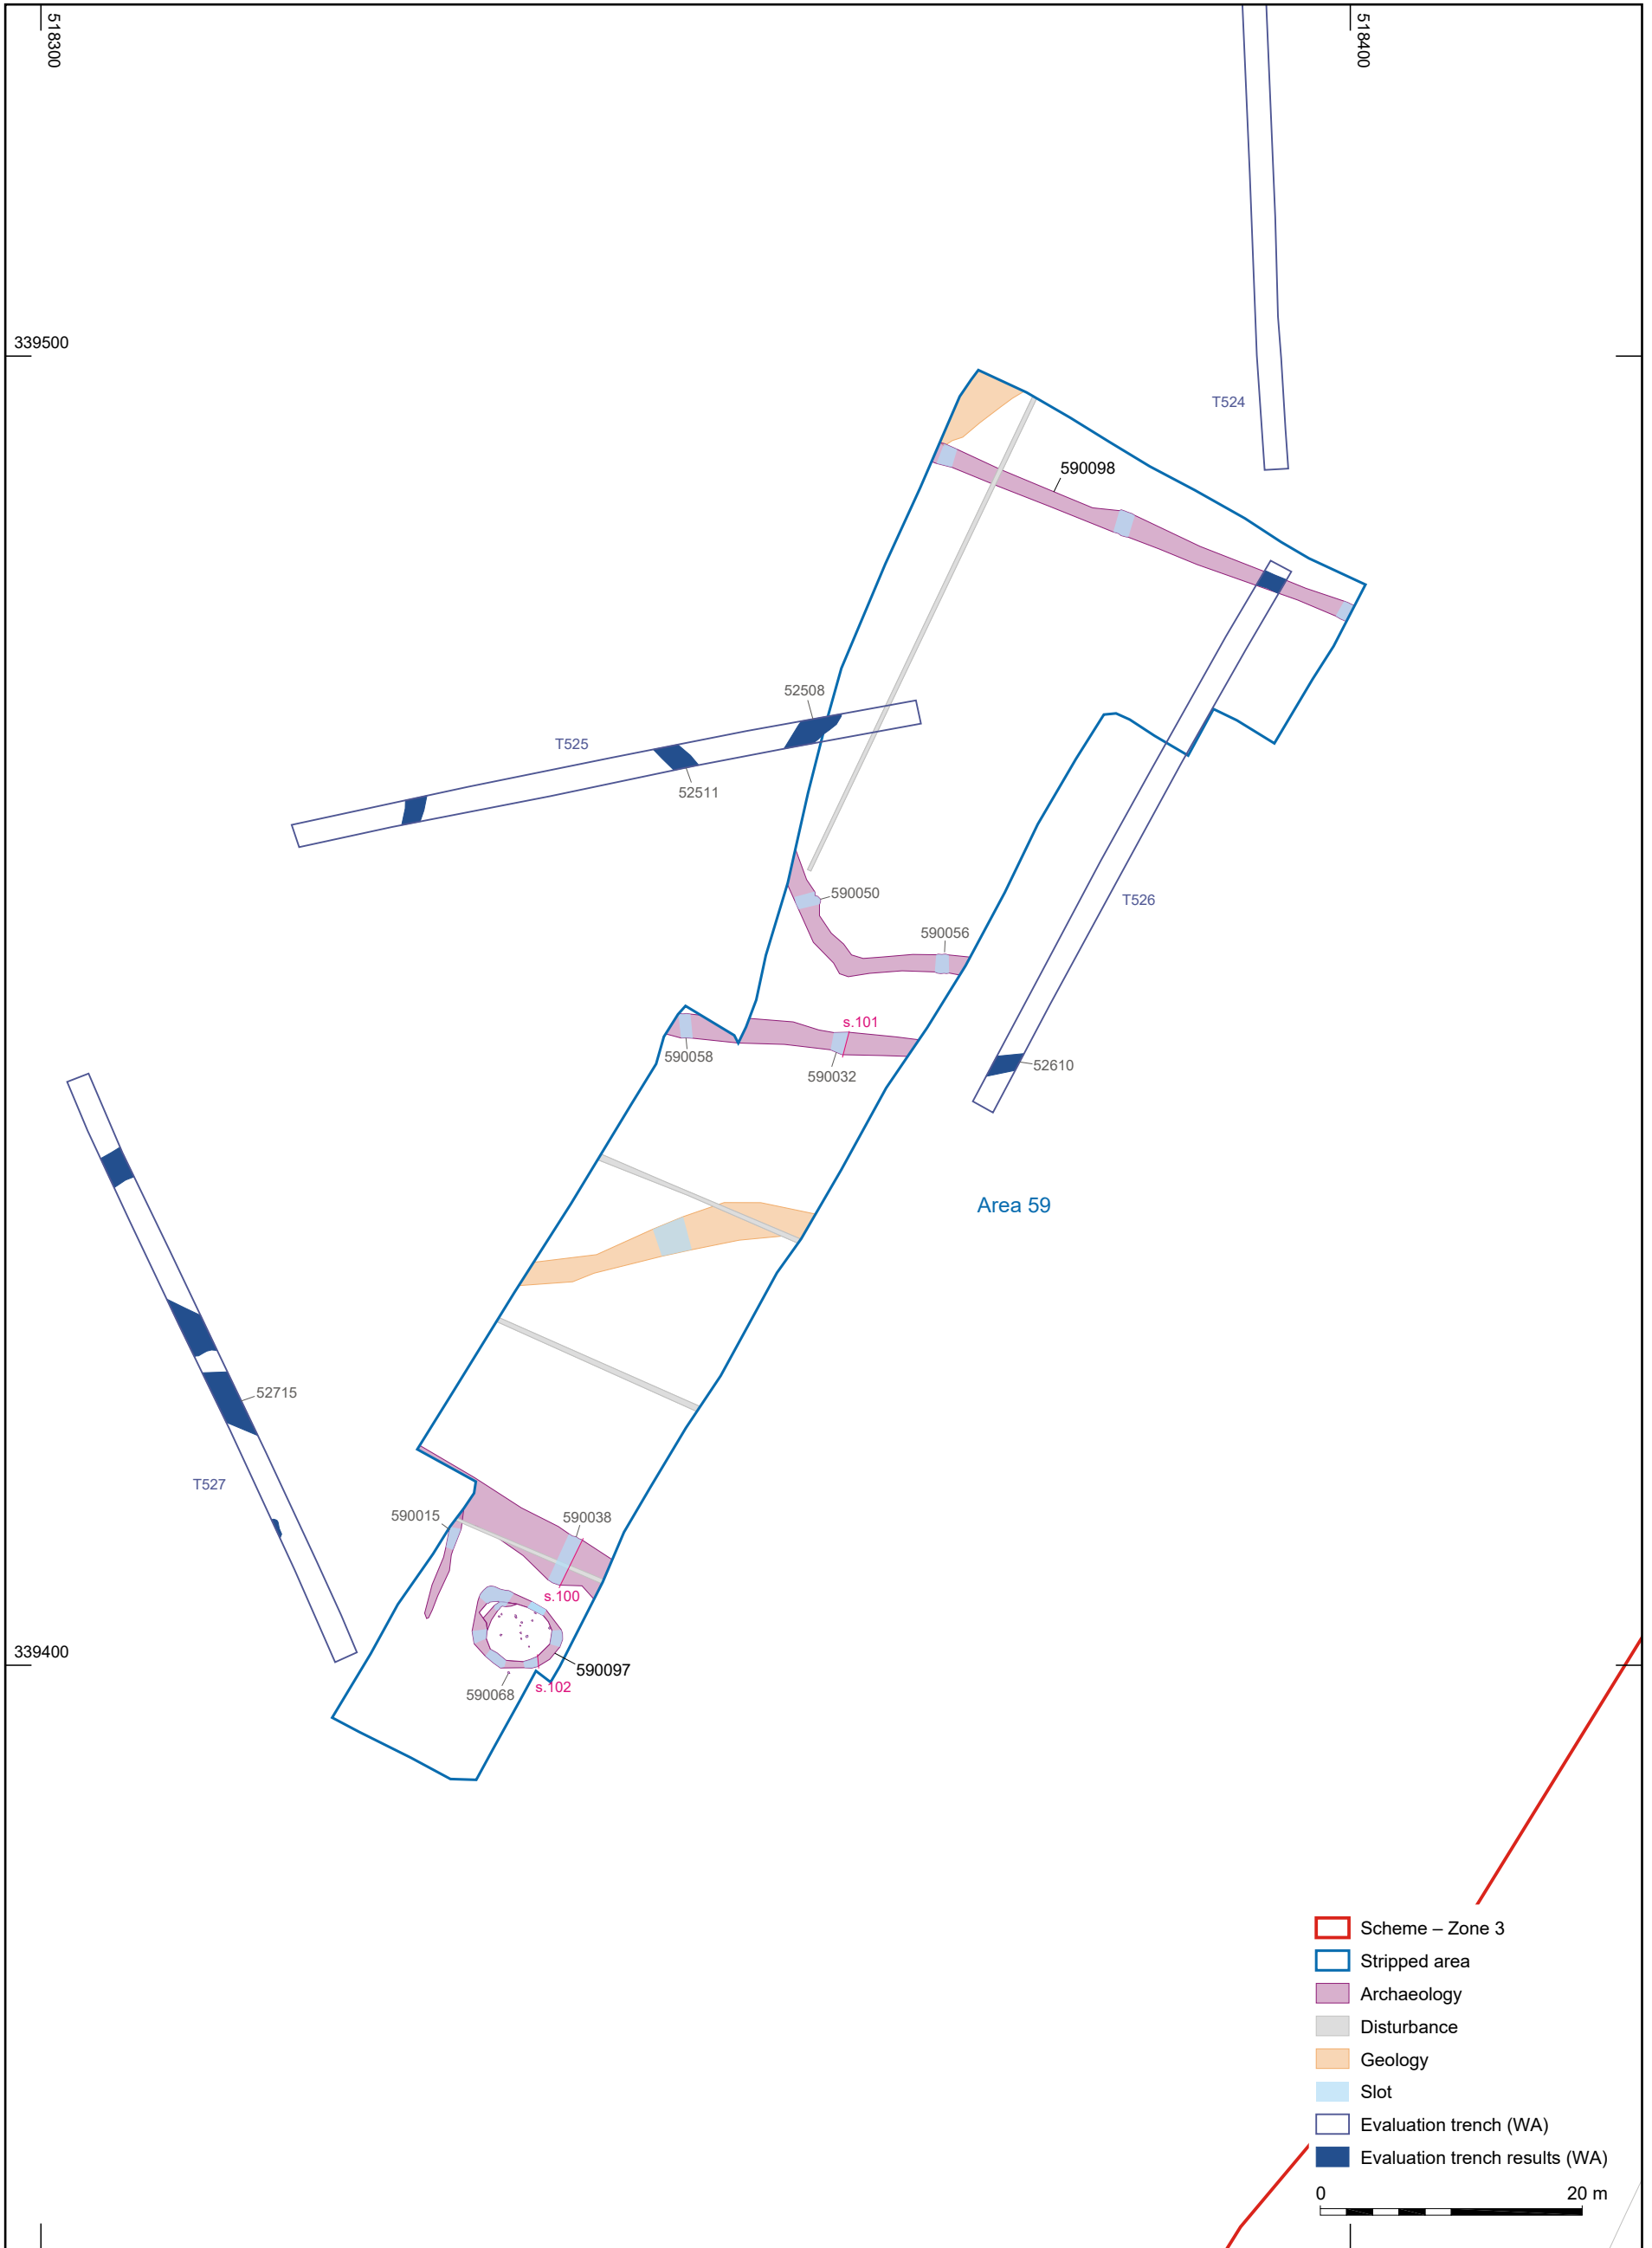 518300
518400
339500
T524
590098
52508
T525
52511
590050
T526
590056
s.101
590058
52610
590032
Area 59
52715
T527
590015
590038
s.100
339400
590097
s.102
590068
Scheme – Zone 3
Stripped area
Archaeology
Disturbance
Geology
Slot
Evaluation trench (WA)
Evaluation trench results (WA)
0 20 m